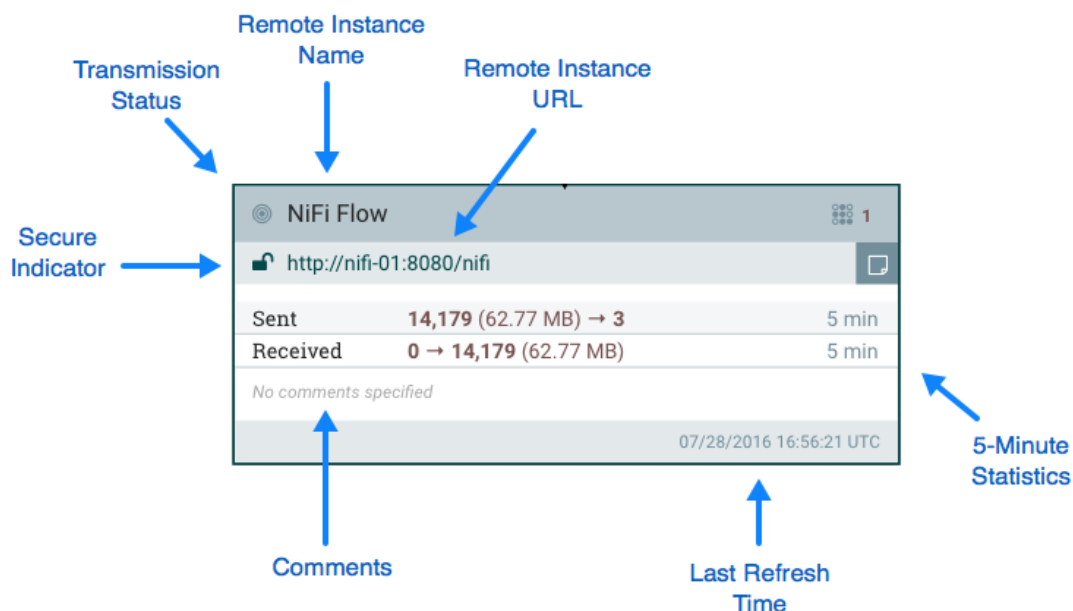 Remote Instance
Name
Transmission
Status
Remote Instance
URL
NiFi Flow
1
Secure
Indicator
http://nifi-01:8080/nifi
Sent 14,179 (62.77 MB) → 3 5 min
Received 0 → 14,179 (62.77 MB) 5 min
No comments specified
07/28/2016 16:56:21 UTC
5-Minute
Statistics
Comments
Last Refresh
Time